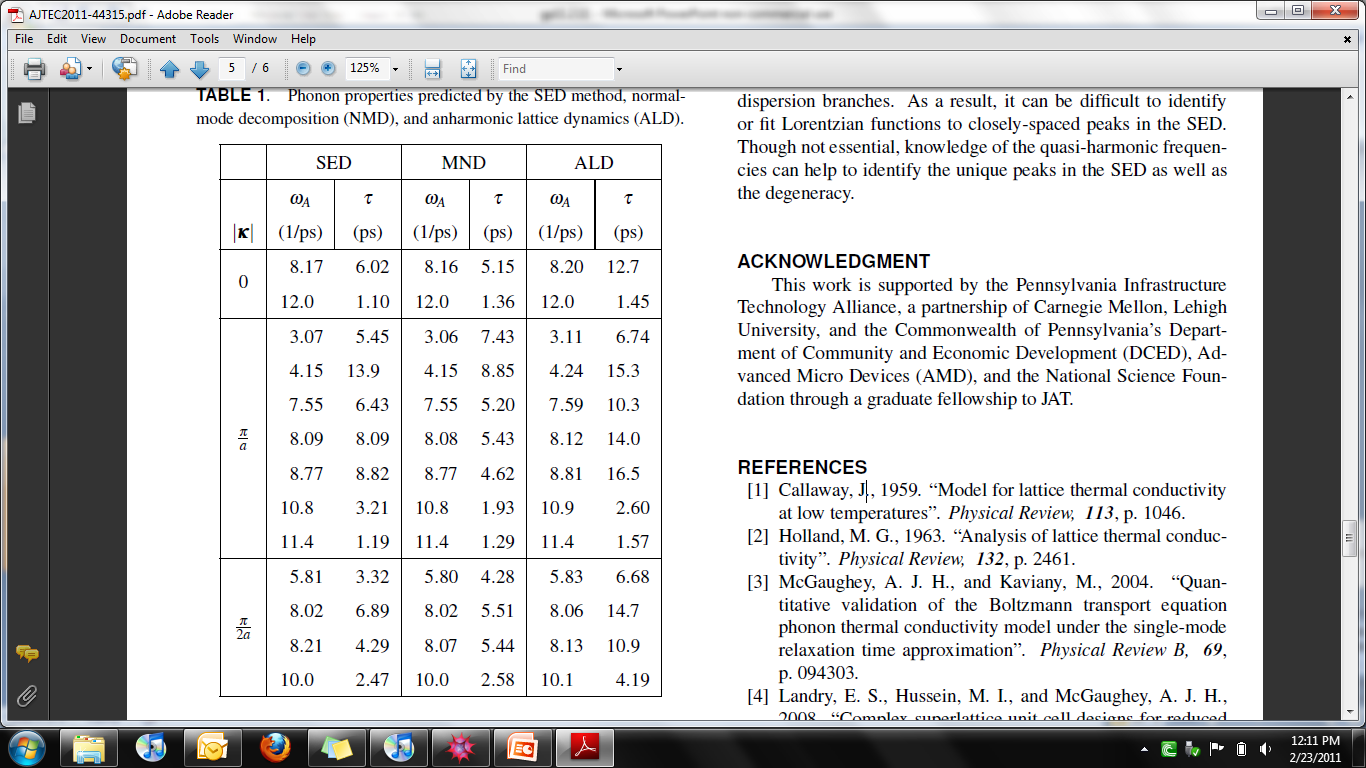 AJTEC2011-44315.pdf - Adobe Reader
File Edit View Document Tools Window Help
5 / 6 125% Find
TABLE 1. Phonon properties predicted by the SED method, normal-
mode decomposition (NMD), and anharmonic lattice dynamics (ALD).
SED MND ALD
ωA τ ωA τ ωA τ
|κ| (1/ps) (ps) (1/ps) (ps) (1/ps) (ps)
0
8.17 6.02 8.16 5.15 8.20 12.7
12.0 1.10 12.0 1.36 12.0 1.45
π/a
3.07 5.45 3.06 7.43 3.11 6.74
4.15 13.9 4.15 8.85 4.24 15.3
7.55 6.43 7.55 5.20 7.59 10.3
8.09 8.09 8.08 5.43 8.12 14.0
8.77 8.82 8.77 4.62 8.81 16.5
10.8 3.21 10.8 1.93 10.9 2.60
11.4 1.19 11.4 1.29 11.4 1.57
π/2a
5.81 3.32 5.80 4.28 5.83 6.68
8.02 6.89 8.02 5.51 8.06 14.7
8.21 4.29 8.07 5.44 8.13 10.9
10.0 2.47 10.0 2.58 10.1 4.19
dispersion branches. As a result, it can be difficult to identify
or fit Lorentzian functions to closely-spaced peaks in the SED.
Though not essential, knowledge of the quasi-harmonic frequen-
cies can help to identify the unique peaks in the SED as well as
the degeneracy.
ACKNOWLEDGMENT
This work is supported by the Pennsylvania Infrastructure
Technology Alliance, a partnership of Carnegie Mellon, Lehigh
University, and the Commonwealth of Pennsylvania's Depart-
ment of Community and Economic Development (DCED), Ad-
vanced Micro Devices (AMD), and the National Science Foun-
dation through a graduate fellowship to JAT.
REFERENCES
[1] Callaway, J., 1959. “Model for lattice thermal conductivity
at low temperatures”. Physical Review, 113, p. 1046.
[2] Holland, M. G., 1963. “Analysis of lattice thermal conduc-
tivity”. Physical Review, 132, p. 2461.
[3] McGaughey, A. J. H., and Kaviany, M., 2004. “Quan-
titative validation of the Boltzmann transport equation
phonon thermal conductivity model under the single-mode
relaxation time approximation”. Physical Review B, 69,
p. 094303.
[4] Landry, E. S., Hussein, M. I., and McGaughey, A. J. H.,
2008. “Complex superlattice unit cell designs for reduced
12:11 PM
2/23/2011